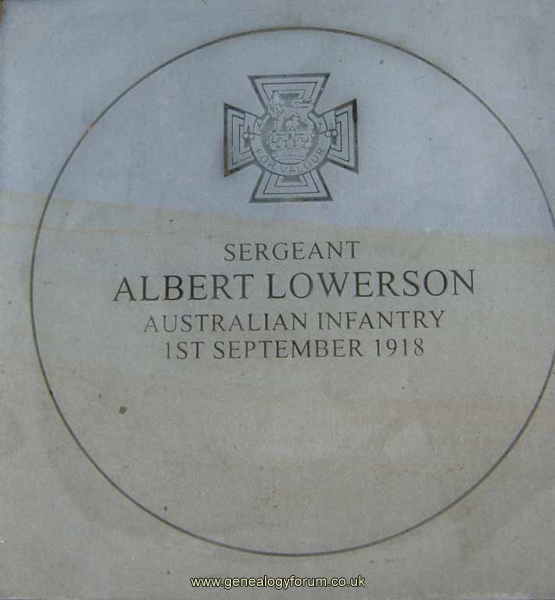 FOR VALOUR
SERGEANT
ALBERT LOWERSON
AUSTRALIAN INFANTRY
1ST SEPTEMBER 1918
www.genealogyforum.co.uk